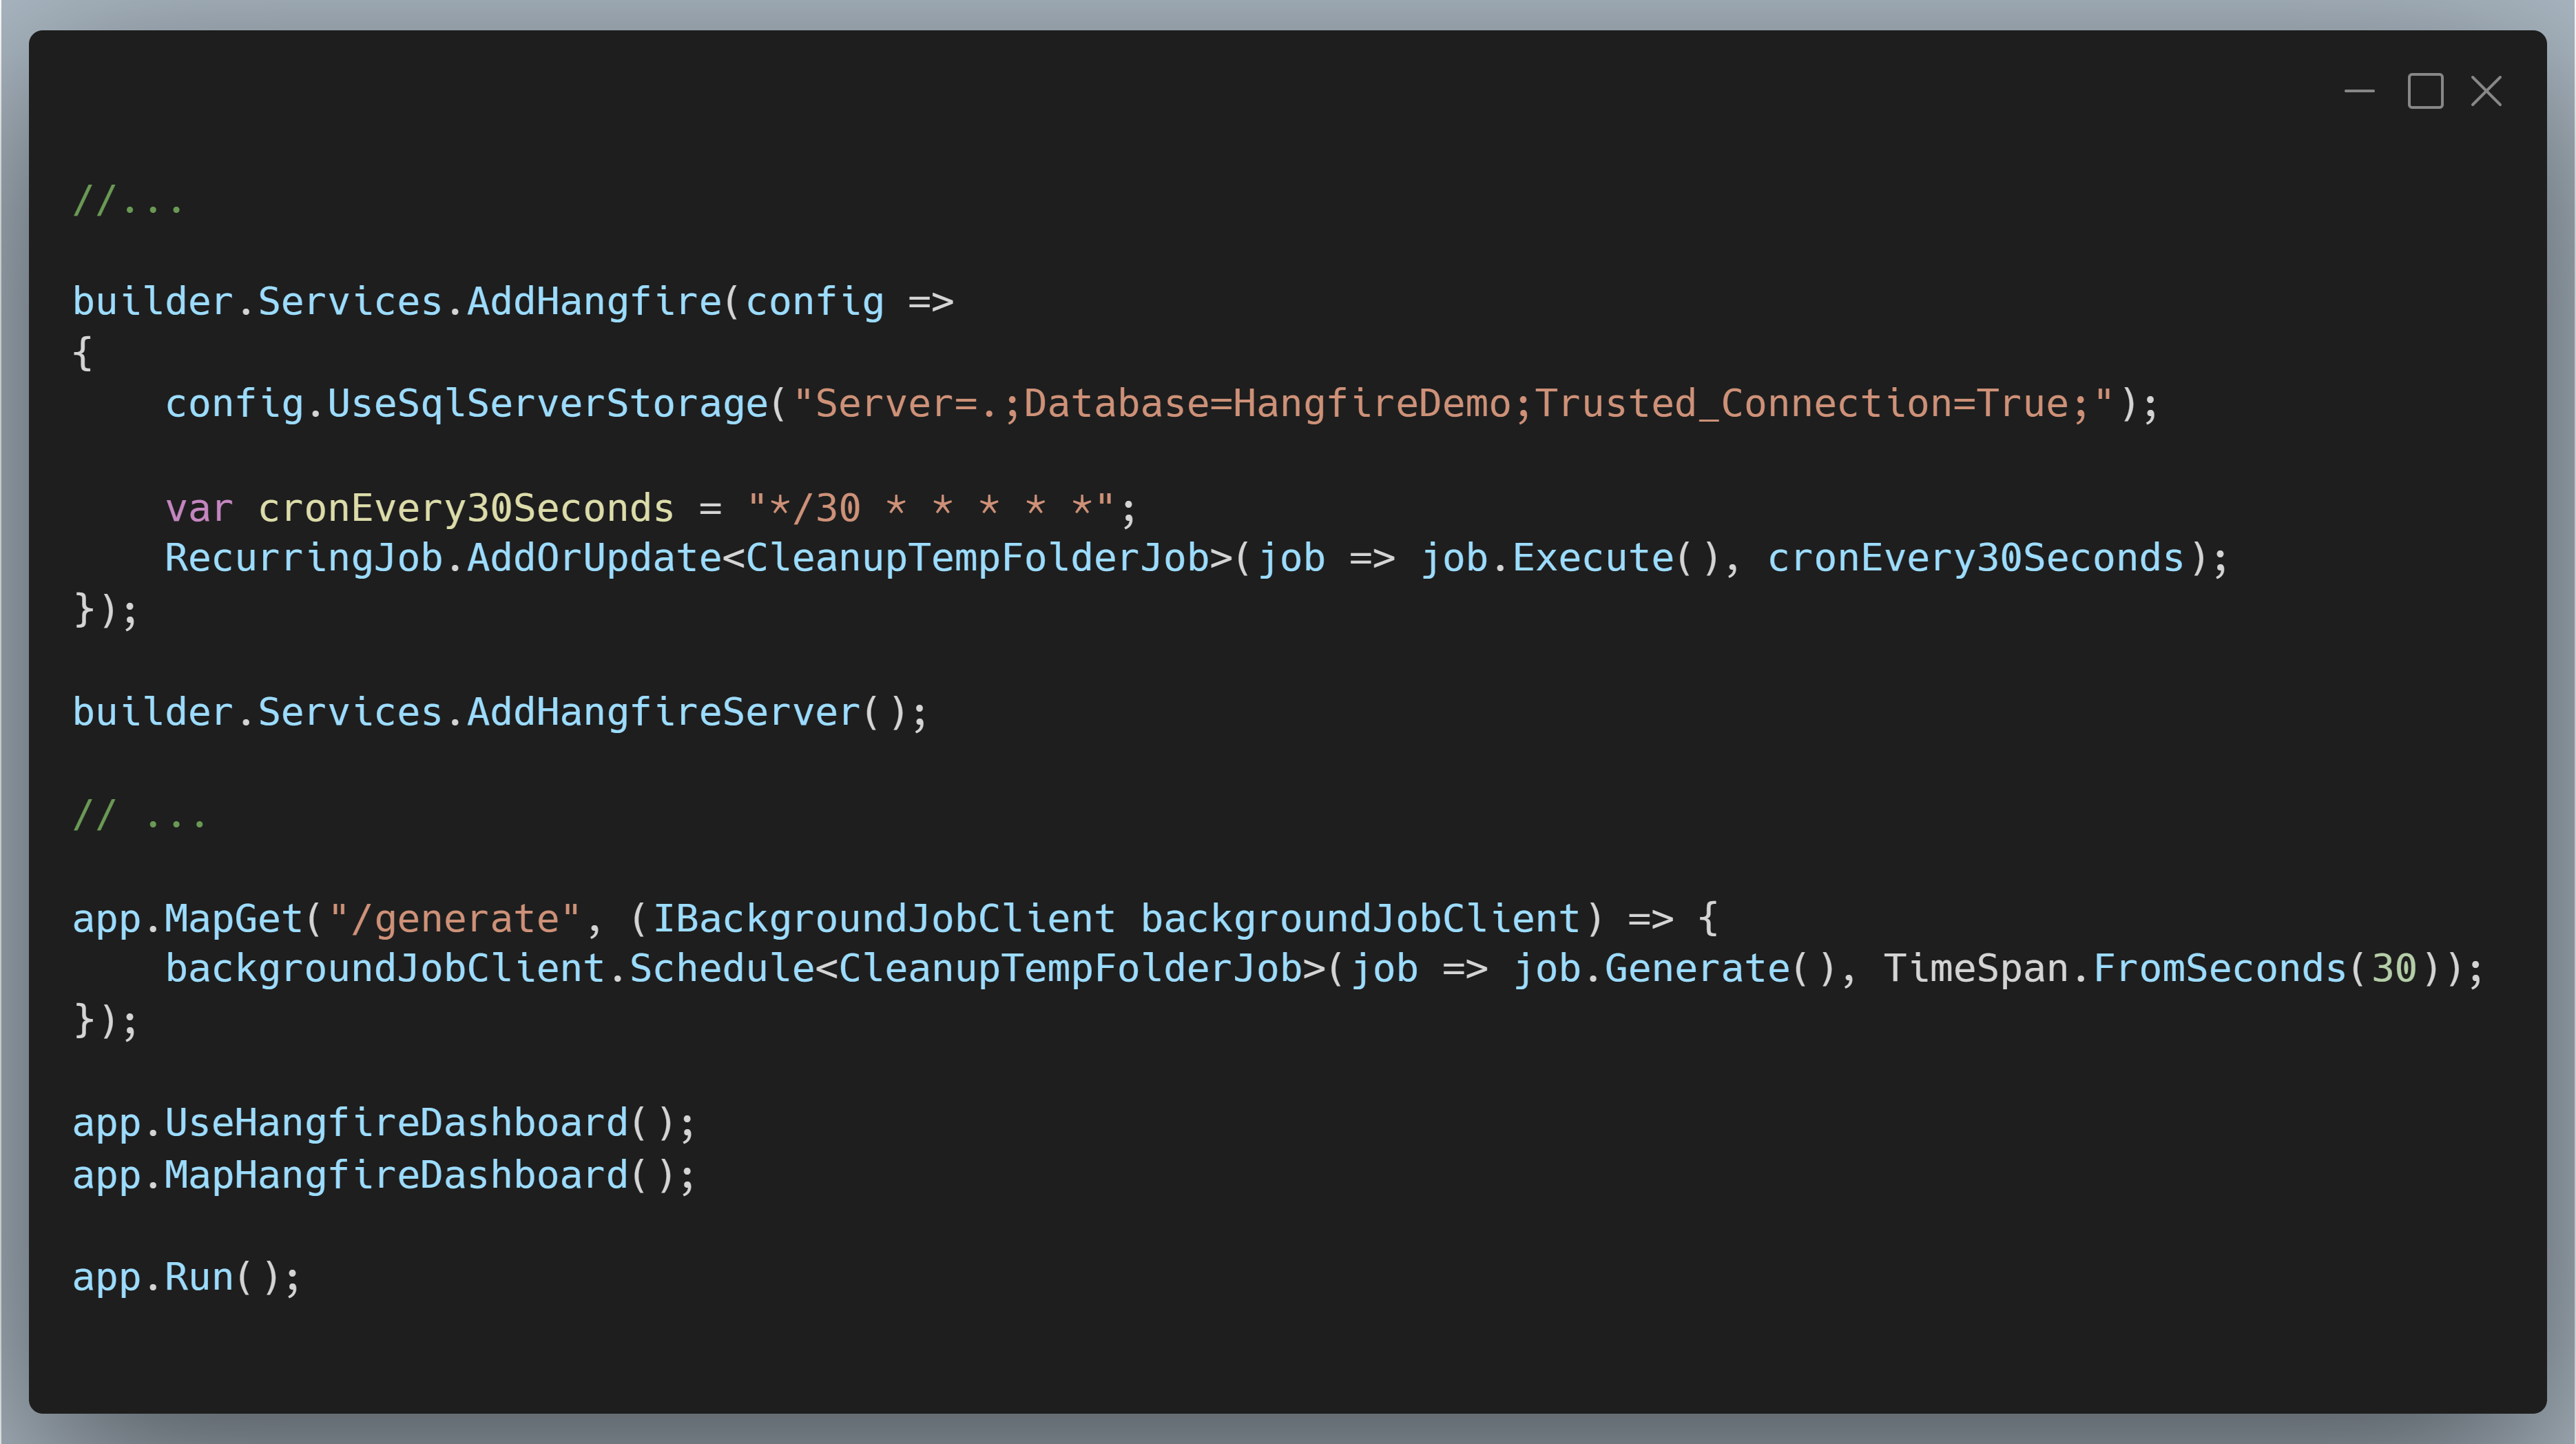 //...
builder.Services.AddHangfire(config =>
{
    config.UseSqlServerStorage("Server=.;Database=HangfireDemo;Trusted_Connection=True;");
    var cronEvery30Seconds = "*/30 * * * * *";
    RecurringJob.AddOrUpdate<CleanupTempFolderJob>(job => job.Execute(), cronEvery30Seconds);
});
builder.Services.AddHangfireServer();
// ...
app.MapGet("/generate", (IBackgroundJobClient backgroundJobClient) => {
    backgroundJobClient.Schedule<CleanupTempFolderJob>(job => job.Generate(), TimeSpan.FromSeconds(30));
});
app.UseHangfireDashboard();
app.MapHangfireDashboard();
app.Run();